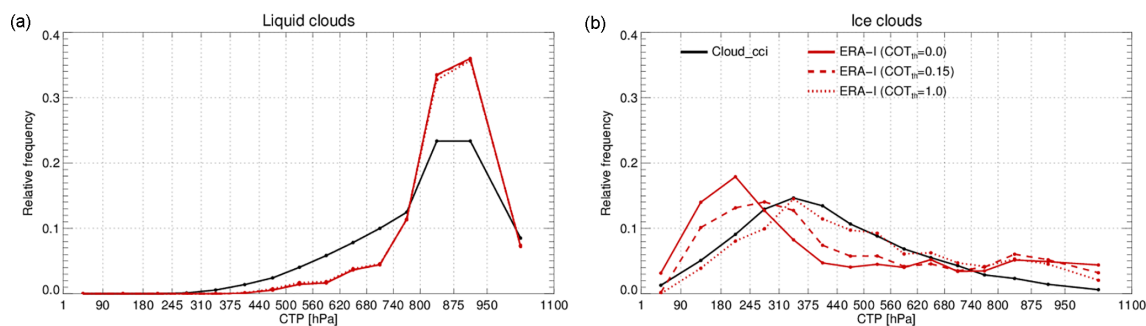 (a)
Liquid clouds
0.4
0.3
0.2
0.1
0.0
Relative frequency
1 90 180 245 310 375 440 500 560 620 680 740 800 875 950 1100
CTP [hPa]
(b)
Ice clouds
Cloud_cci
ERA-I (COTth=0.0)
ERA-I (COTth=0.15)
ERA-I (COTth=1.0)
0.4
0.3
0.2
0.1
0.0
Relative frequency
1 90 180 245 310 375 440 500 560 620 680 740 800 875 950 1100
CTP [hPa]